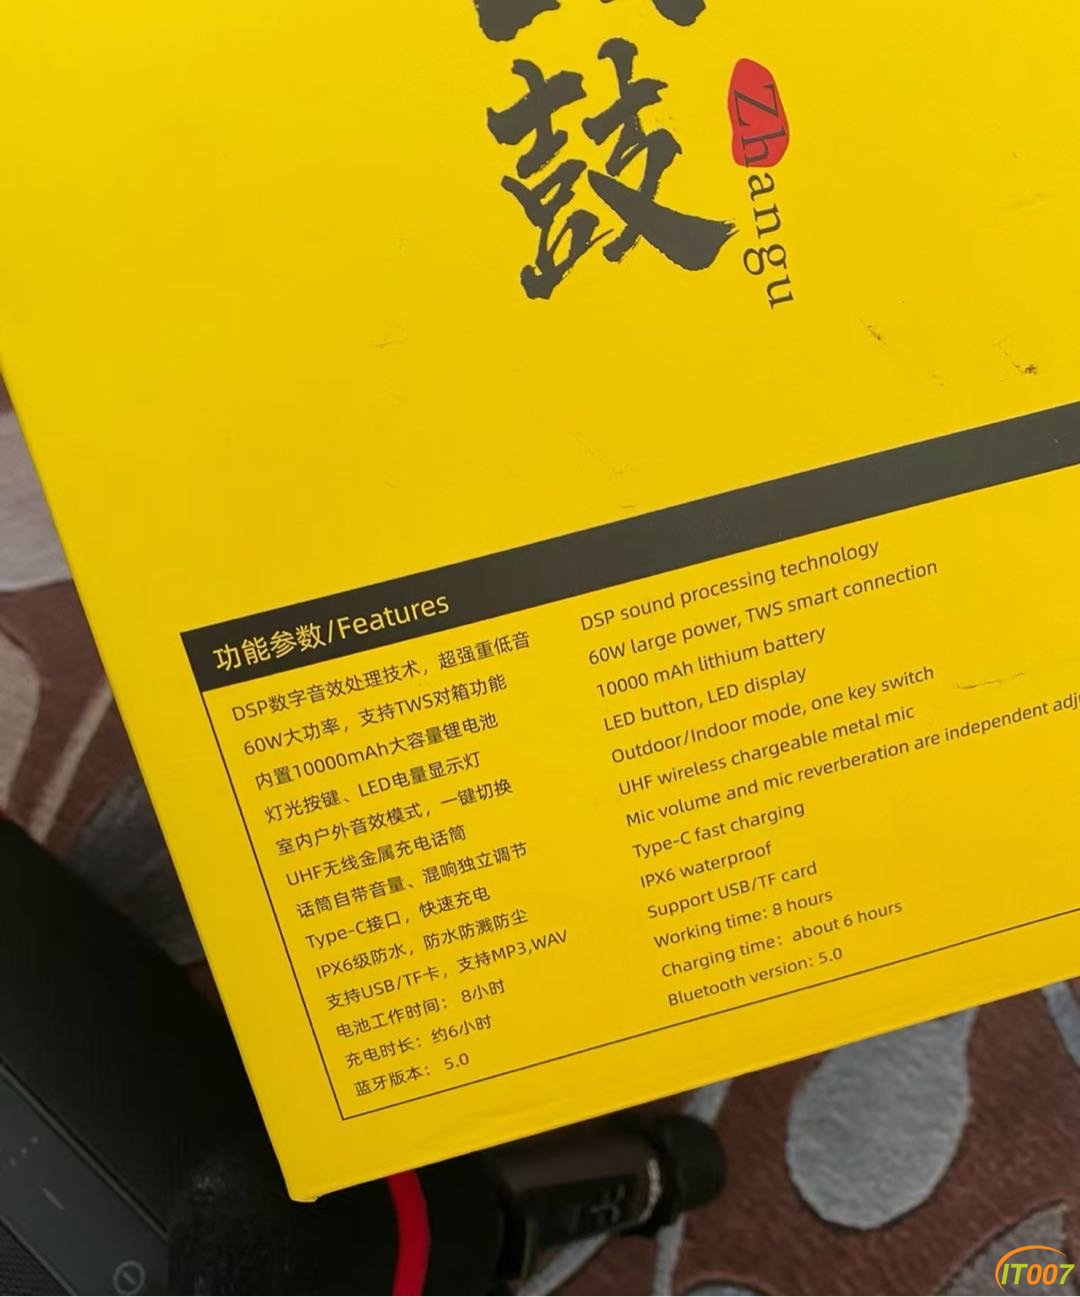 鼓
Zhangu
功能参数/Features
DSP数字音效处理技术，超强重低音
60W大功率，支持TWS对箱功能
内置10000mAh大容量锂电池
灯光按键、LED电量显示灯
室内户外音效模式，一键切换
UHF无线金属充电话筒
话筒自带音量、混响独立调节
Type-C接口，快速充电
IPX6级防水，防水防溅防尘
支持USB/TF卡，支持MP3,WAV
电池工作时间： 8小时
充电时长：约6小时
蓝牙版本： 5.0
DSP sound processing technology
60W large power, TWS smart connection
10000 mAh lithium battery
LED button, LED display
Outdoor/Indoor mode, one key switch
UHF wireless chargeable metal mic
Mic volume and mic reverberation are independent
Type-C fast charging
IPX6 waterproof
Support USB/TF card
Working time: 8 hours
Charging time: about 6 hours
Bluetooth version: 5.0
IT007